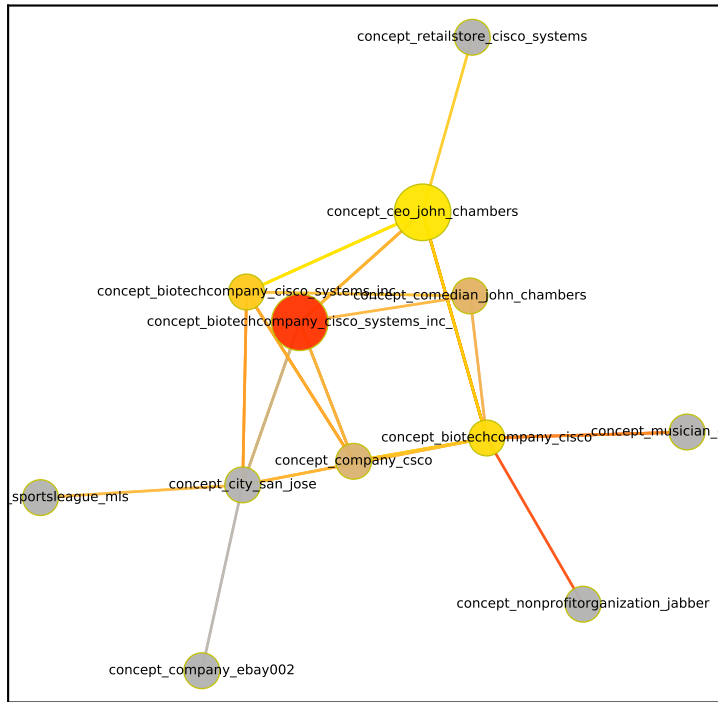 concept_retailstore_cisco_systems
concept_ceo_john_chambers
concept_biotechcompany_cisco_systems_inc
concept_comedian_john_chambers
concept_biotechcompany_cisco_systems_inc_
concept_musician_
concept_biotechcompany_cisco
concept_company_csco
concept_city_san_jose
_sportsleague_mls
concept_nonprofitorganization_jabber
concept_company_ebay002